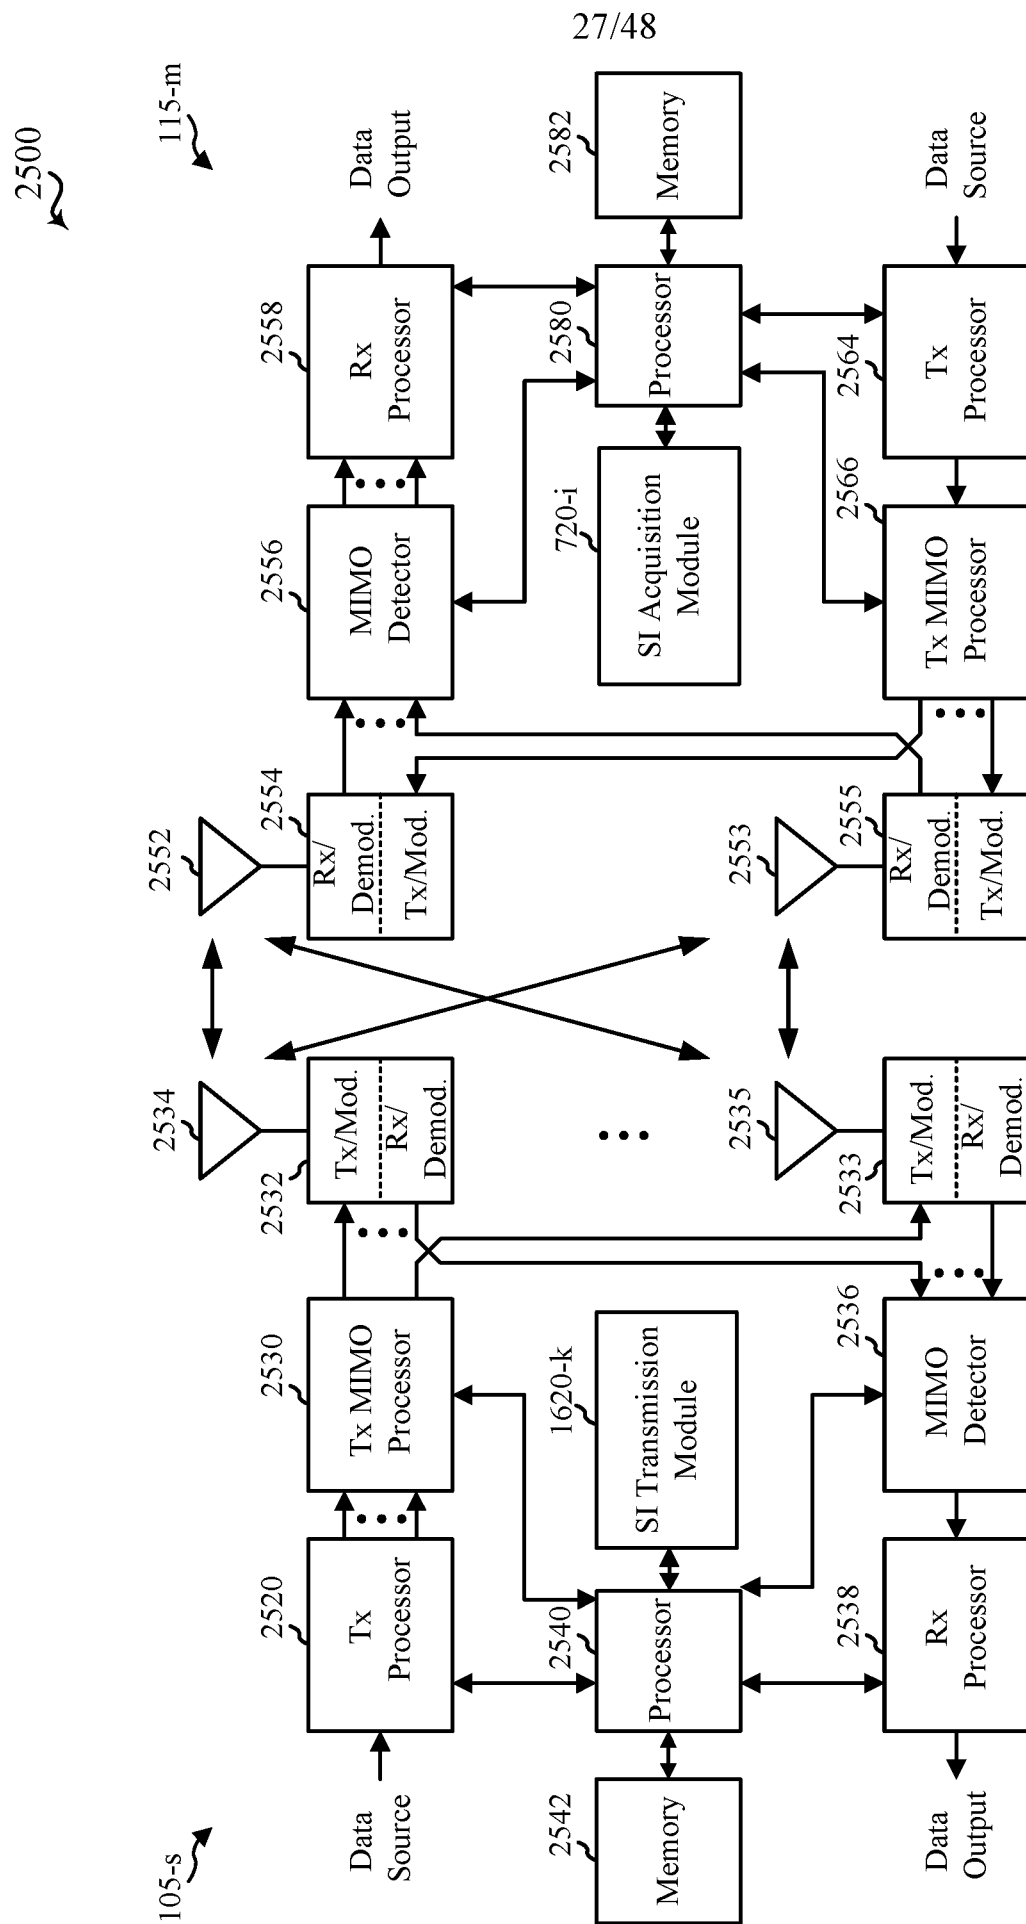 27/48
2500
105-s
115-m
Data
Source
2520
Tx
Processor
2530
Tx MIMO
Processor
2532
Tx/Mod.
Rx/
Demod.
2534
2552
2554
Rx/
Demod.
Tx/Mod.
2556
MIMO
Detector
2558
Rx
Processor
Data
Output
2542
Memory
2540
Processor
1620-k
SI Transmission
Module
720-i
SI Acquisition
Module
2580
Processor
2582
Memory
Data
Output
2538
Rx
Processor
2536
MIMO
Detector
2533
Tx/Mod.
Rx/
Demod.
2535
2553
2555
Rx/
Demod.
Tx/Mod.
2566
Tx MIMO
Processor
2564
Tx
Processor
Data
Source